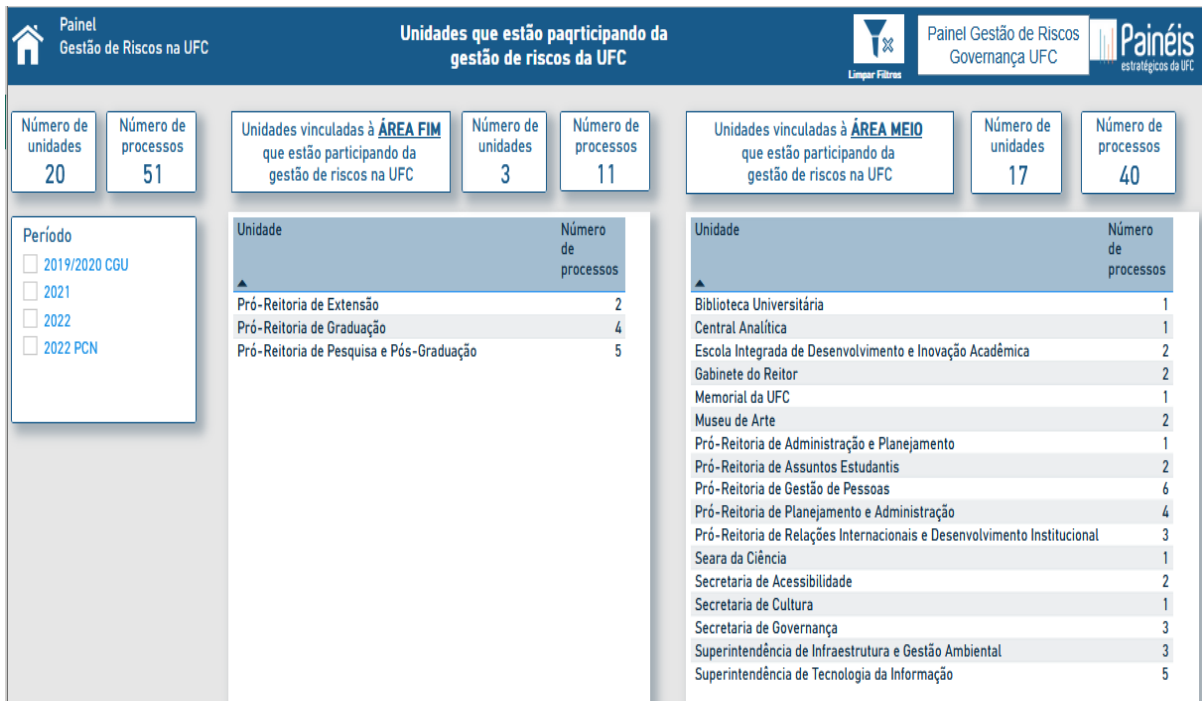 Painel
Gestão de Riscos na UFC
Unidades que estão paqrticipando da
gestão de riscos da UFC
Limpar Filtros
Painel Gestão de Riscos
Governança UFC
Painéis
estratégicos da UFC
Número de
unidades
20
Número de
processos
51
Unidades vinculadas à ÁREA FIM
que estão participando da
gestão de riscos na UFC
Número de
unidades
3
Número de
processos
11
Unidades vinculadas à ÁREA MEIO
que estão participando da
gestão de riscos na UFC
Número de
unidades
17
Número de
processos
40
Período
2019/2020 CGU
2021
2022
2022 PCN
Unidade
Número
de
processos
Pró-Reitoria de Extensão 2
Pró-Reitoria de Graduação 4
Pró-Reitoria de Pesquisa e Pós-Graduação 5
Unidade
Número
de
processos
Biblioteca Universitária 1
Central Analítica 1
Escola Integrada de Desenvolvimento e Inovação Acadêmica 2
Gabinete do Reitor 2
Memorial da UFC 1
Museu de Arte 2
Pró-Reitoria de Administração e Planejamento 1
Pró-Reitoria de Assuntos Estudantis 2
Pró-Reitoria de Gestão de Pessoas 6
Pró-Reitoria de Planejamento e Administração 4
Pró-Reitoria de Relações Internacionais e Desenvolvimento Institucional 3
Seara da Ciência 1
Secretaria de Acessibilidade 2
Secretaria de Cultura 1
Secretaria de Governança 3
Superintendência de Infraestrutura e Gestão Ambiental 3
Superintendência de Tecnologia da Informação 5